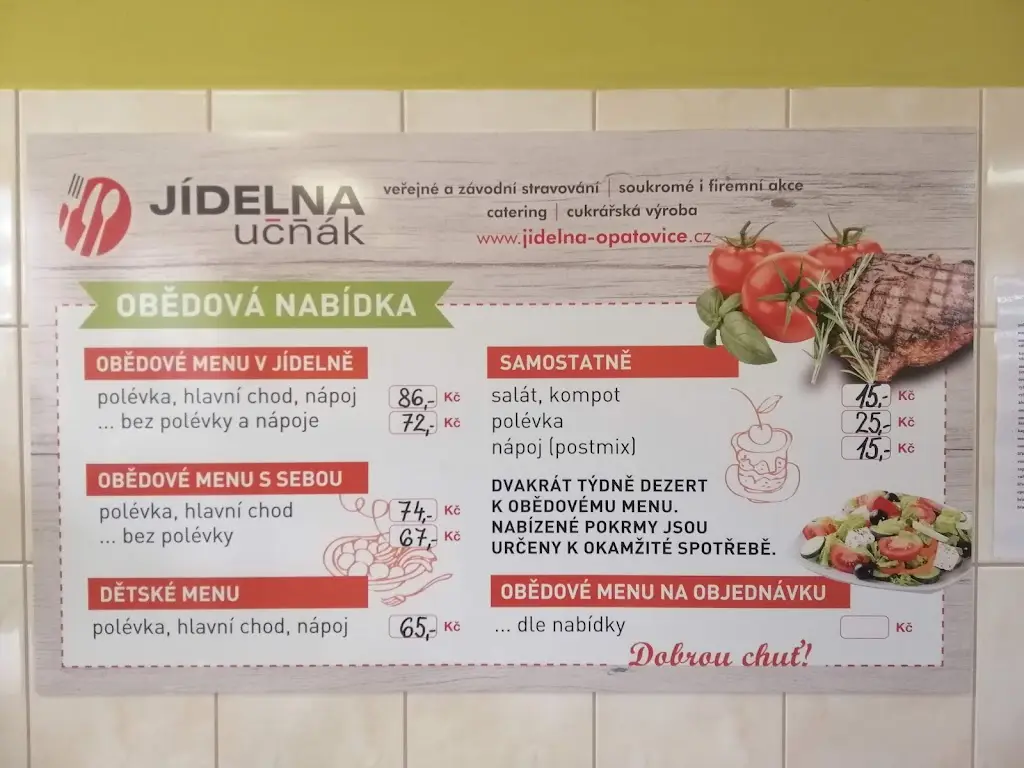 JÍDELNA
učňák
veřejné a závodní stravování | soukromé i firemní akce
catering | cukrářská výroba
www.jidelna-opatovice.cz
OBĚDOVÁ NABÍDKA
OBĚDOVÉ MENU V JÍDELNĚ
polévka, hlavní chod, nápoj 86,- Kč
... bez polévky a nápoje 72,- Kč
OBĚDOVÉ MENU S SEBOU
polévka, hlavní chod 74,- Kč
... bez polévky 67,- Kč
DĚTSKÉ MENU
polévka, hlavní chod, nápoj 65,- Kč
SAMOSTATNĚ
salát, kompot 15,- Kč
polévka 25,- Kč
nápoj (postmix) 15,- Kč
DVAKRÁT TÝDNĚ DEZERT
K OBĚDOVÉMU MENU.
NABÍZENÉ POKRMY JSOU
URČENY K OKAMŽITÉ SPOTŘEBĚ.
OBĚDOVÉ MENU NA OBJEDNÁVKU
... dle nabídky Kč
Dobrou chuť!